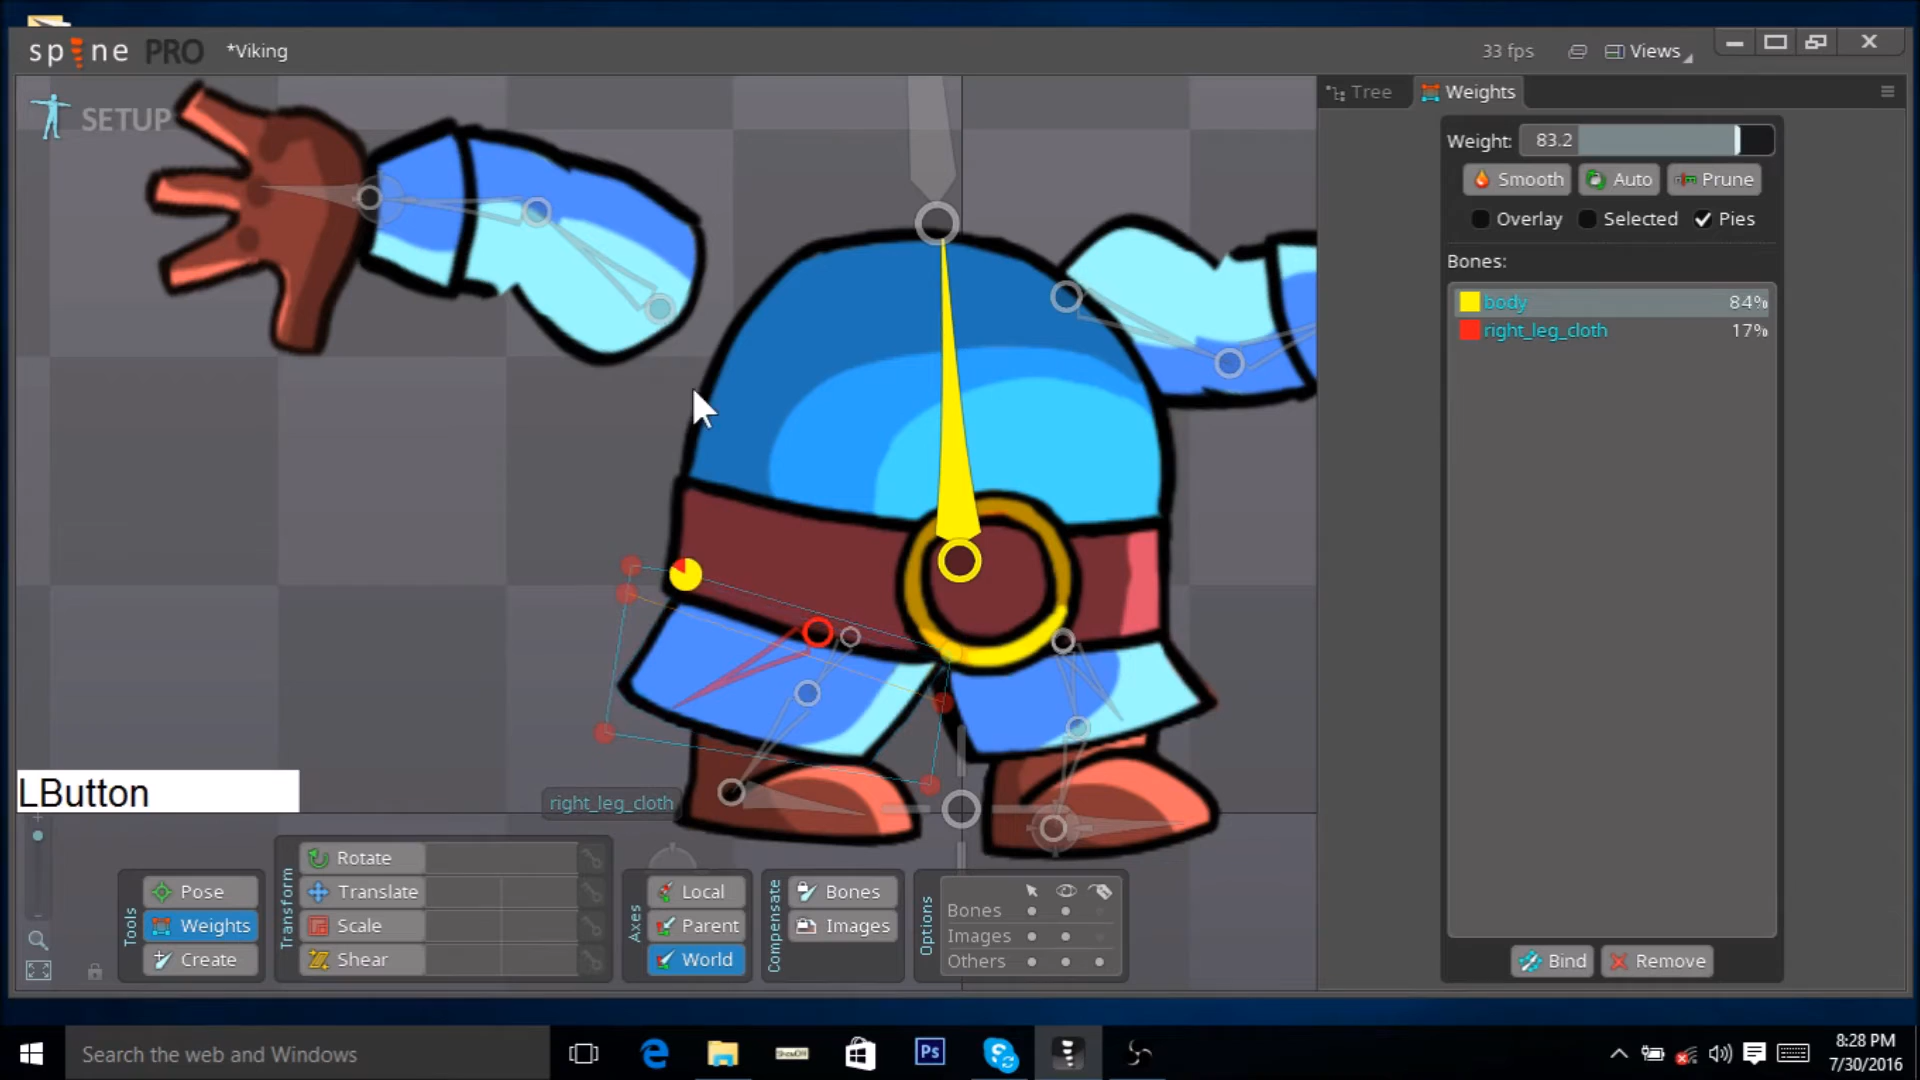 spine PRO *Viking 33 fps Views
SETUP
Tree Weights
Weight: 83.2
Smooth Auto Prune
Overlay Selected Pies
Bones:
body 84%
right_leg_cloth 17%
LButton
right_leg_cloth
Tools
Pose
Weights
Create
Transform
Rotate
Translate
Scale
Shear
Axes
Local
Parent
World
Compensate
Bones
Images
Options
Bones
Images
Others
Bind Remove
Search the web and Windows
Ps
8:28 PM
7/30/2016